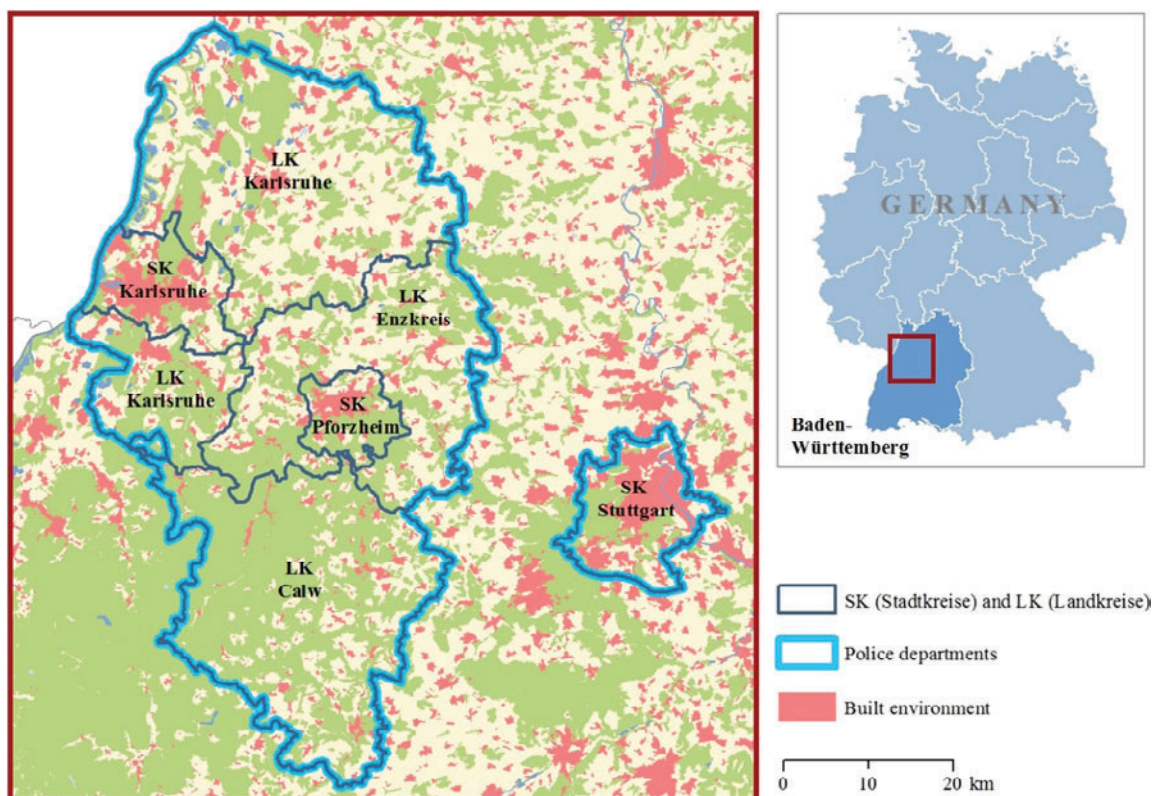 LK
Karlsruhe
SK
Karlsruhe
LK
Enzkreis
LK
Karlsruhe
SK
Pforzheim
SK
Stuttgart
LK
Calw
GERMANY
Baden-
Württemberg
SK (Stadtkreise) and LK (Landkreise)
Police departments
Built environment
0 10 20 km